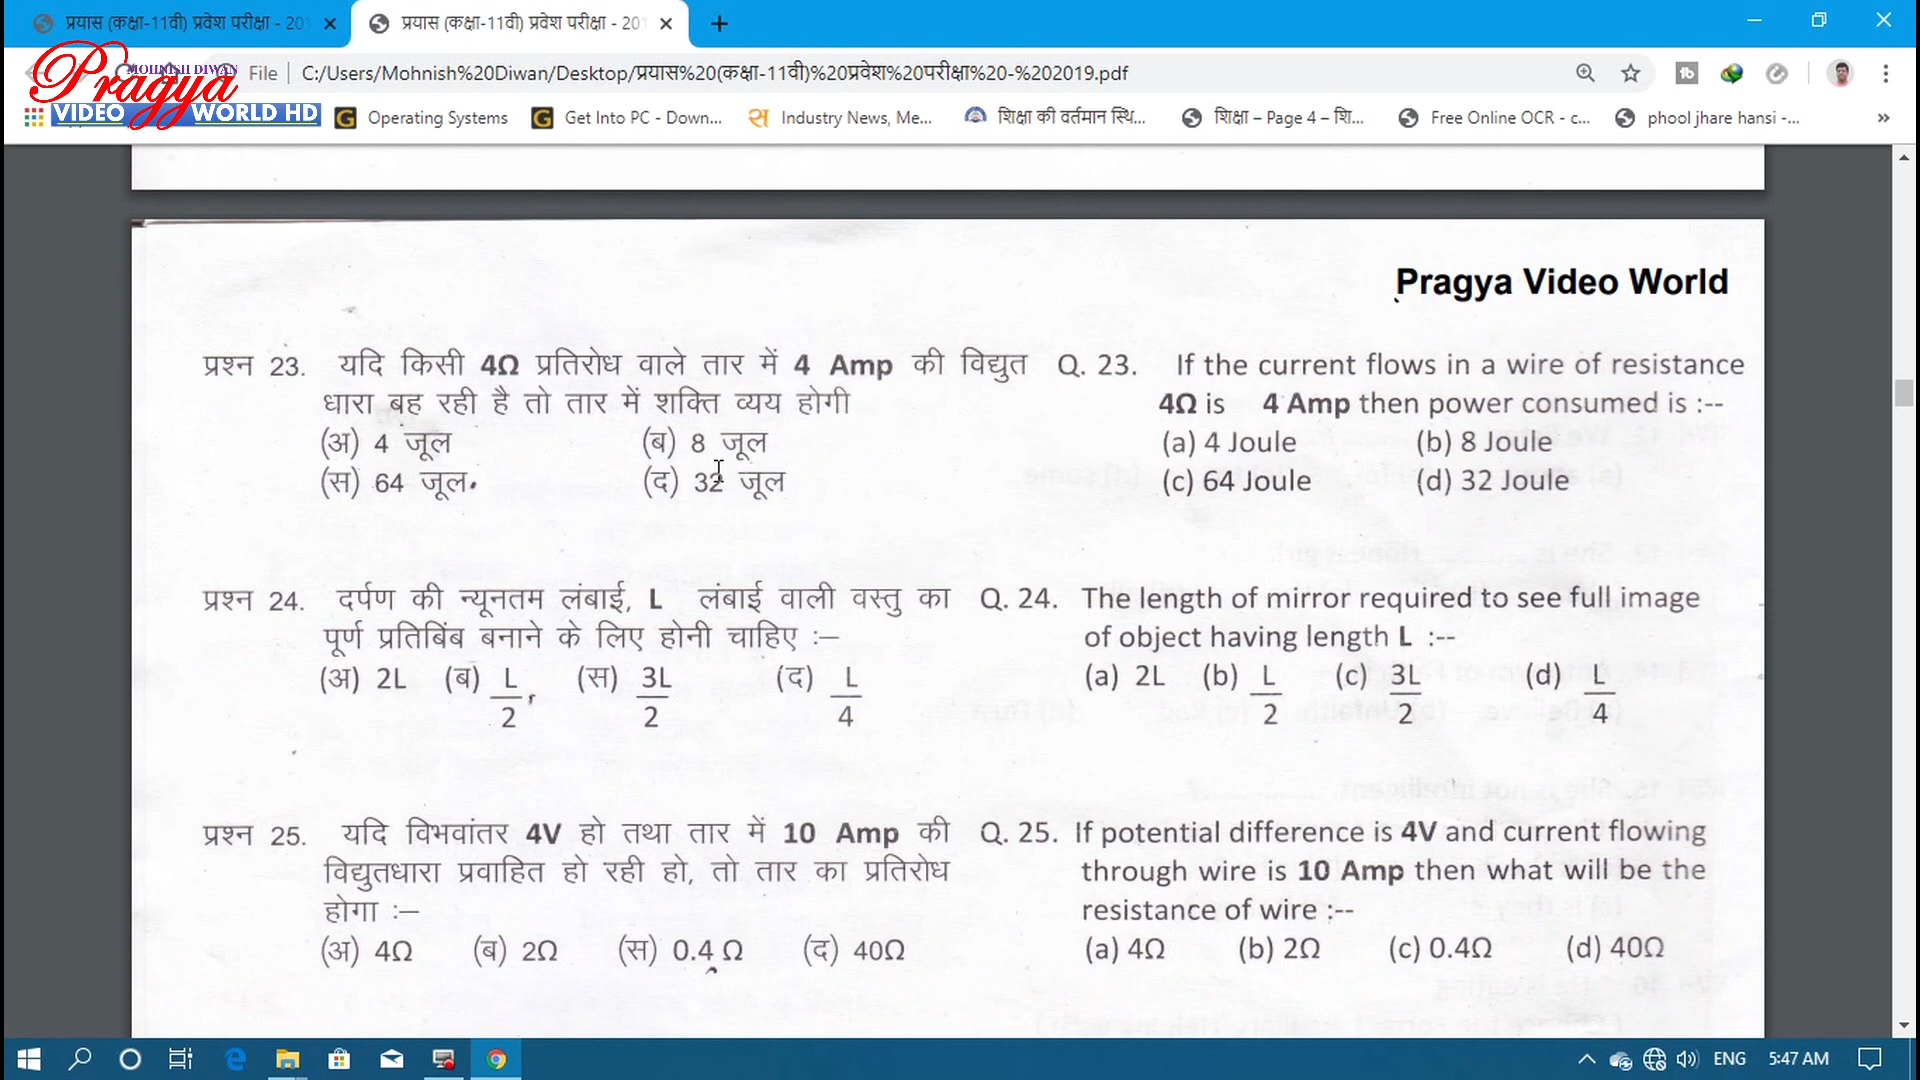 प्रयास (कक्षा-11वी) प्रवेश परीक्षा - 20
प्रयास (कक्षा-11वी) प्रवेश परीक्षा - 201
Pragya
MOHNISH DIWAN
VIDEO WORLD HD
File C:/Users/Mohnish%20Diwan/Desktop/प्रयास%20(कक्षा-11वी)%20प्रवेश%20परीक्षा%20-%202019.pdf
Operating Systems
Get Into PC - Down...
Industry News, Me...
शिक्षा की वर्तमान स्थि...
शिक्षा – Page 4 – शि...
Free Online OCR - c...
phool jhare hansi -...
Pragya Video World
प्रश्न 23. यदि किसी 4Ω प्रतिरोध वाले तार में 4 Amp की विद्युत
धारा बह रही है तो तार में शक्ति व्यय होगी
(अ) 4 जूल (ब) 8 जूल
(स) 64 जूल (द) 32 जूल
Q. 23. If the current flows in a wire of resistance
4Ω is 4 Amp then power consumed is :--
(a) 4 Joule (b) 8 Joule
(c) 64 Joule (d) 32 Joule
प्रश्न 24. दर्पण की न्यूनतम लंबाई, L लंबाई वाली वस्तु का
पूर्ण प्रतिबिंब बनाने के लिए होनी चाहिए :–
(अ) 2L (ब) L/2 (स) 3L/2 (द) L/4
Q. 24. The length of mirror required to see full image
of object having length L :--
(a) 2L (b) L/2 (c) 3L/2 (d) L/4
प्रश्न 25. यदि विभवांतर 4V हो तथा तार में 10 Amp की
विद्युतधारा प्रवाहित हो रही हो, तो तार का प्रतिरोध
होगा :–
(अ) 4Ω (ब) 2Ω (स) 0.4 Ω (द) 40Ω
Q. 25. If potential difference is 4V and current flowing
through wire is 10 Amp then what will be the
resistance of wire :--
(a) 4Ω (b) 2Ω (c) 0.4Ω (d) 40Ω
ENG 5:47 AM